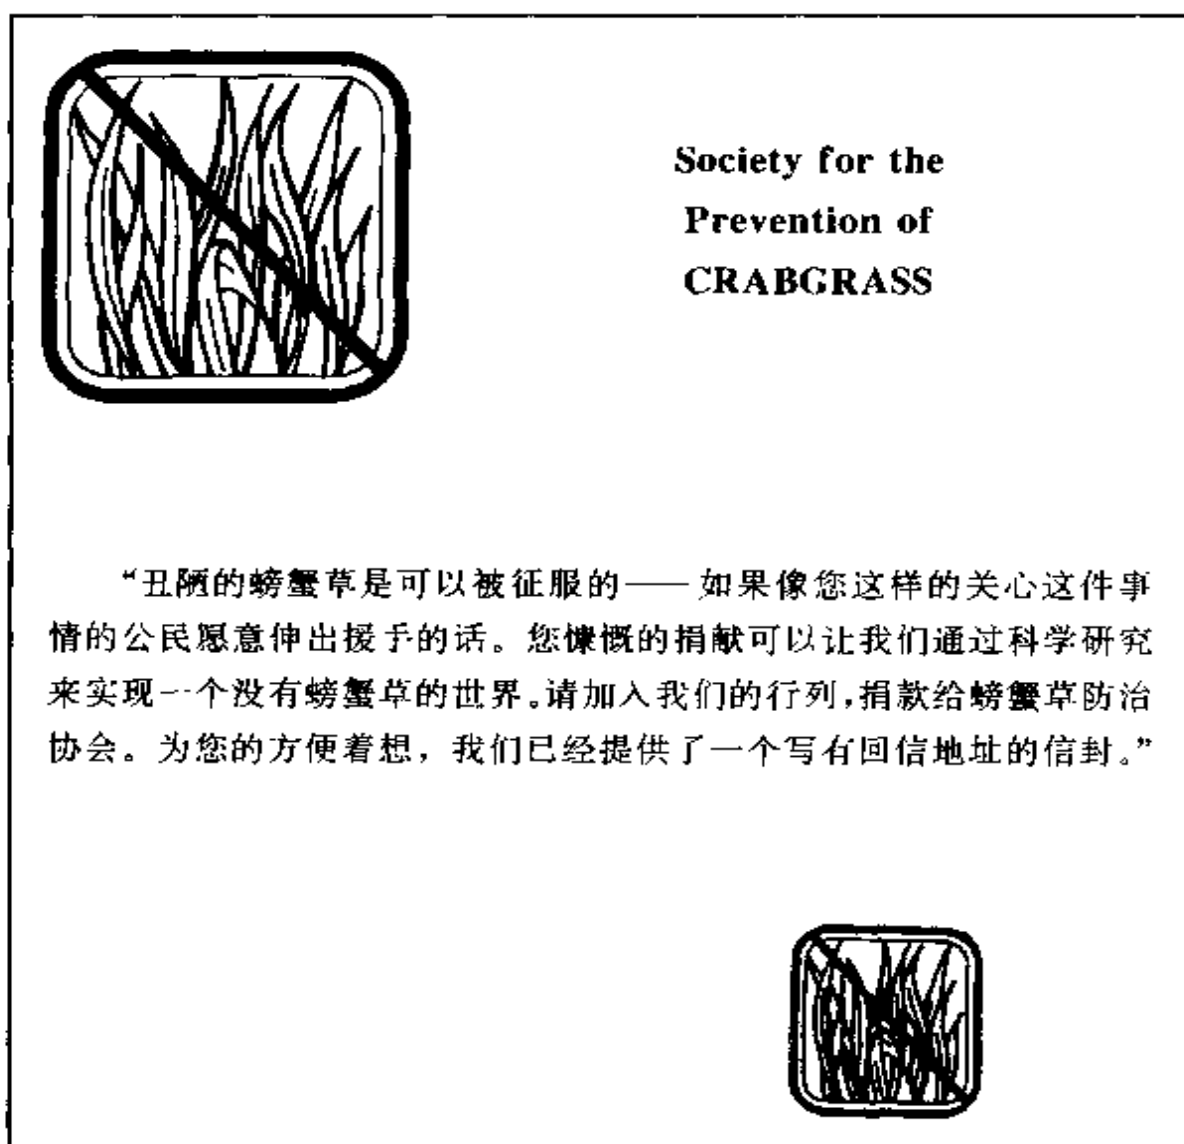 Society for the
Prevention of
CRABGRASS
“丑陋的螃蟹草是可以被征服的——如果像您这样的关心这件事
情的公民愿意伸出援手的话。您慷慨的捐献可以让我们通过科学研究
来实现一个没有螃蟹草的世界。请加入我们的行列，捐款给螃蟹草防治
协会。为您的方便着想，我们已经提供了一个写有回信地址的信封。”